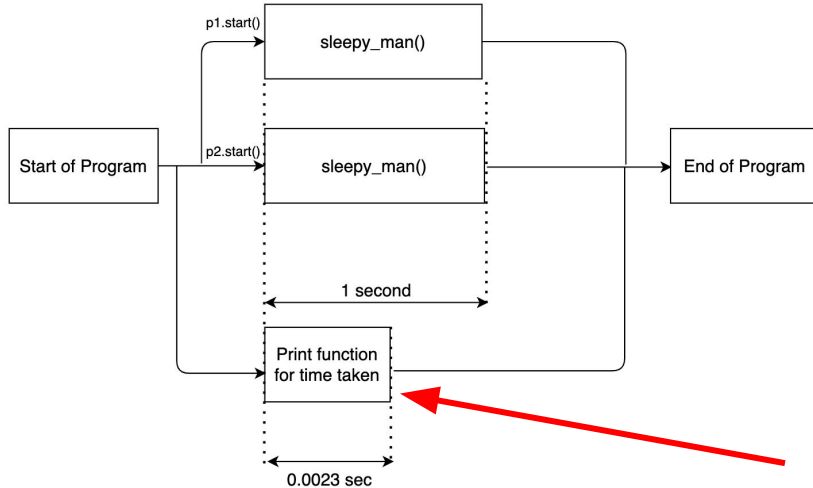 p1.start()
sleepy_man()
Start of Program
p2.start()
sleepy_man()
End of Program
1 second
Print function
for time taken
0.0023 sec